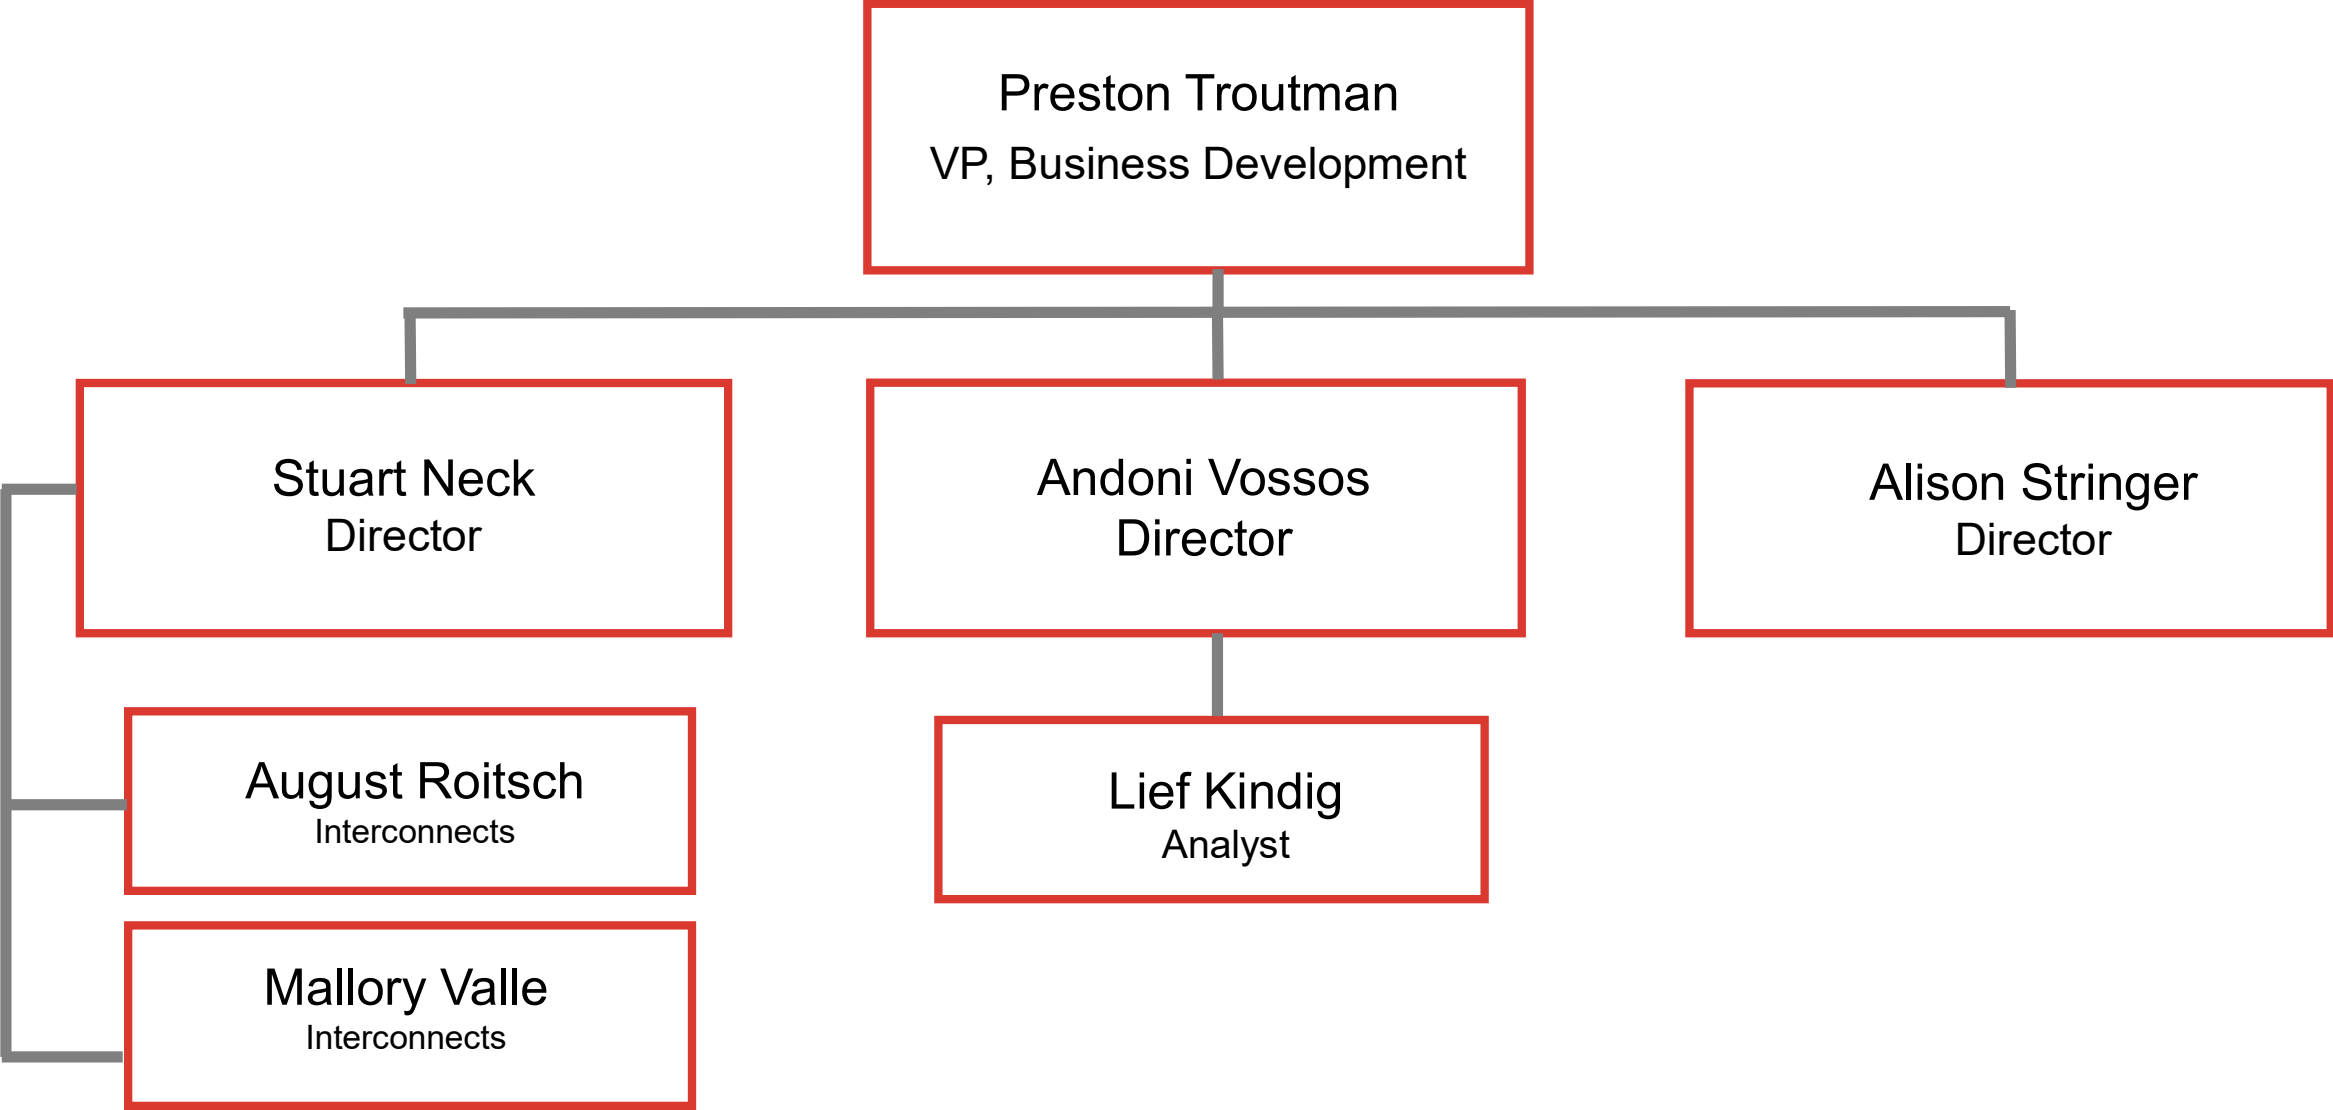 Preston Troutman
VP, Business Development
Stuart Neck
Director
Andoni Vossos
Director
Alison Stringer
Director
August Roitsch
Interconnects
Lief Kindig
Analyst
Mallory Valle
Interconnects